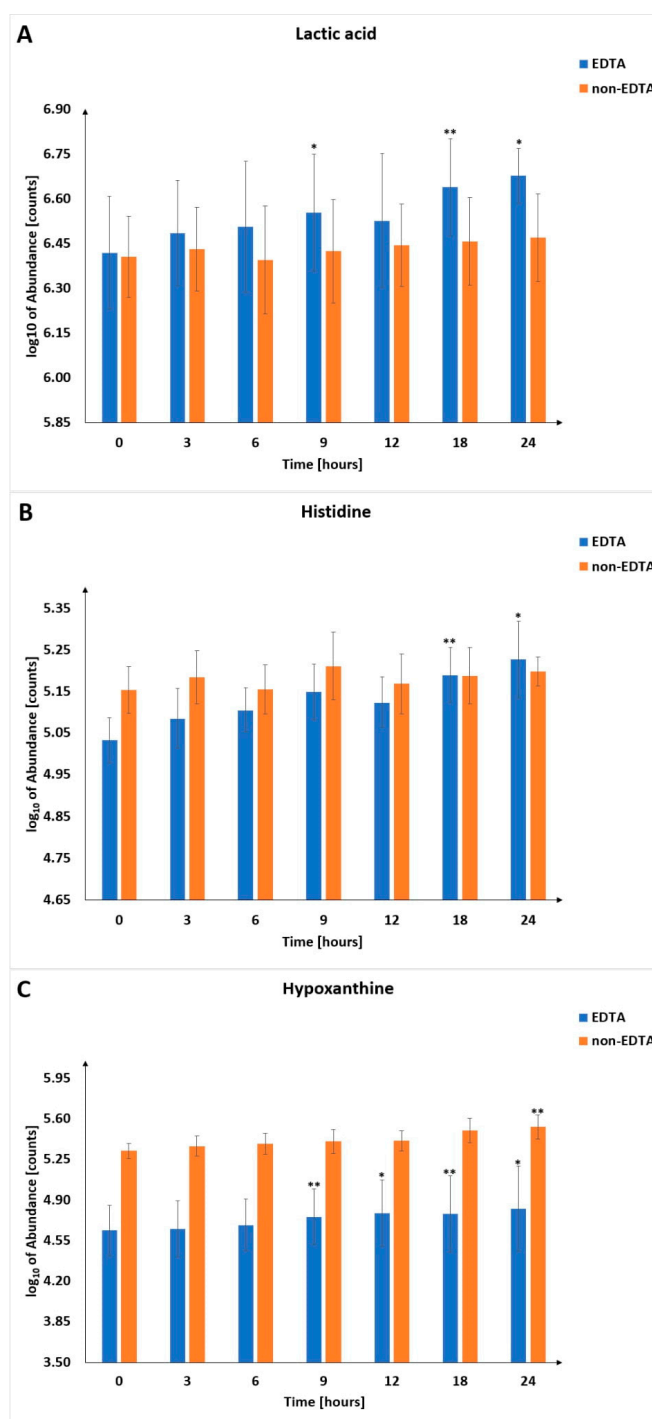 A
Lactic acid
EDTA
non-EDTA
log10 of Abundance [counts]
6.90
6.75
6.60
6.45
6.30
6.15
6.00
5.85
* ** *
0 3 6 9 12 18 24
Time [hours]
B
Histidine
EDTA
non-EDTA
log₁₀ of Abundance [counts]
5.35
5.25
5.15
5.05
4.95
4.85
4.75
4.65
** *
0 3 6 9 12 18 24
Time [hours]
C
Hypoxanthine
EDTA
non-EDTA
log₁₀ of Abundance [counts]
5.95
5.60
5.25
4.90
4.55
4.20
3.85
3.50
**
** * ** *
0 3 6 9 12 18 24
Time [hours]